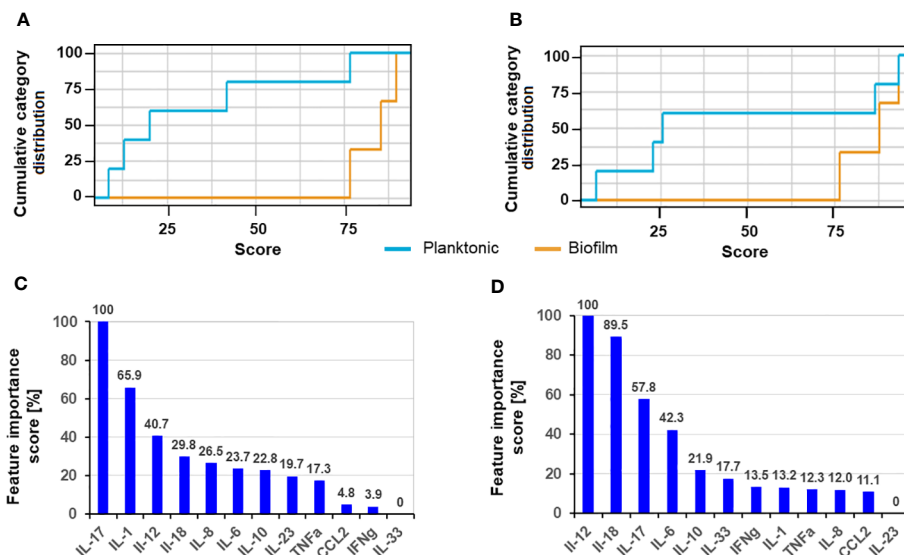 A
Cumulative category
distribution
100
75
50
25
0
25
50
75
Score
B
Cumulative category
distribution
100
75
50
25
0
25
50
75
Score
Planktonic
Biofilm
C
Feature importance
score [%]
100
80
60
40
20
0
100
65.9
40.7
29.8
26.5
23.7
22.8
19.7
17.3
4.8
3.9
0
IL-17
IL-1
Il-12
Il-18
IL-8
IL-6
IL-10
IL-23
TNFa
CCL2
IFNg
IL-33
D
Feature importance
score [%]
100
80
60
40
20
0
100
89.5
57.8
42.3
21.9
17.7
13.5
13.2
12.3
12.0
11.1
0
Il-12
Il-18
IL-17
IL-6
IL-10
IL-33
IFNg
IL-1
TNFa
IL-8
CCL2
IL-23